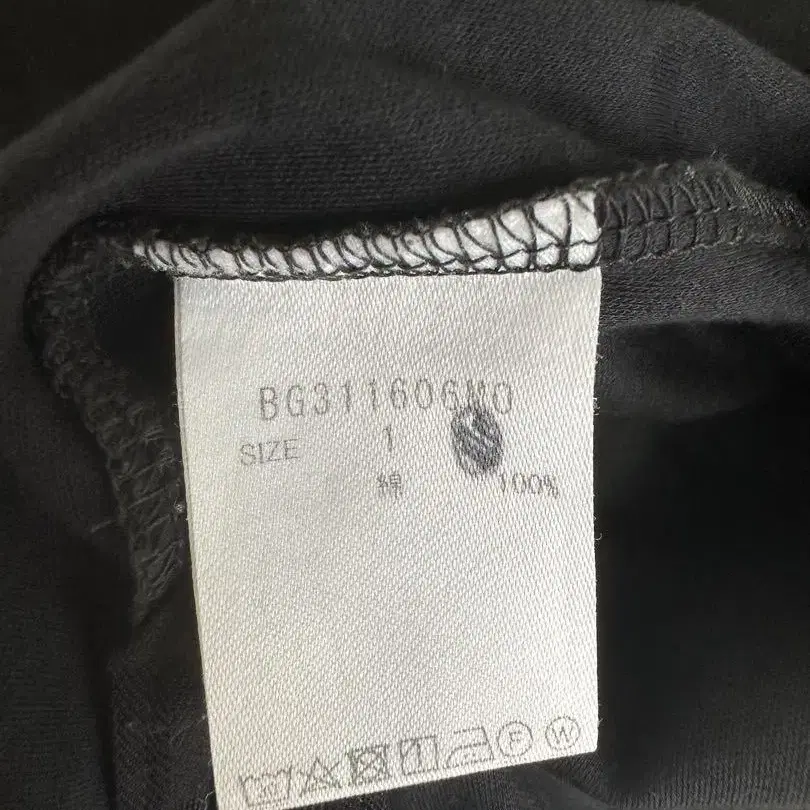 BG311606MO
SIZE 1
綿 100%
F W